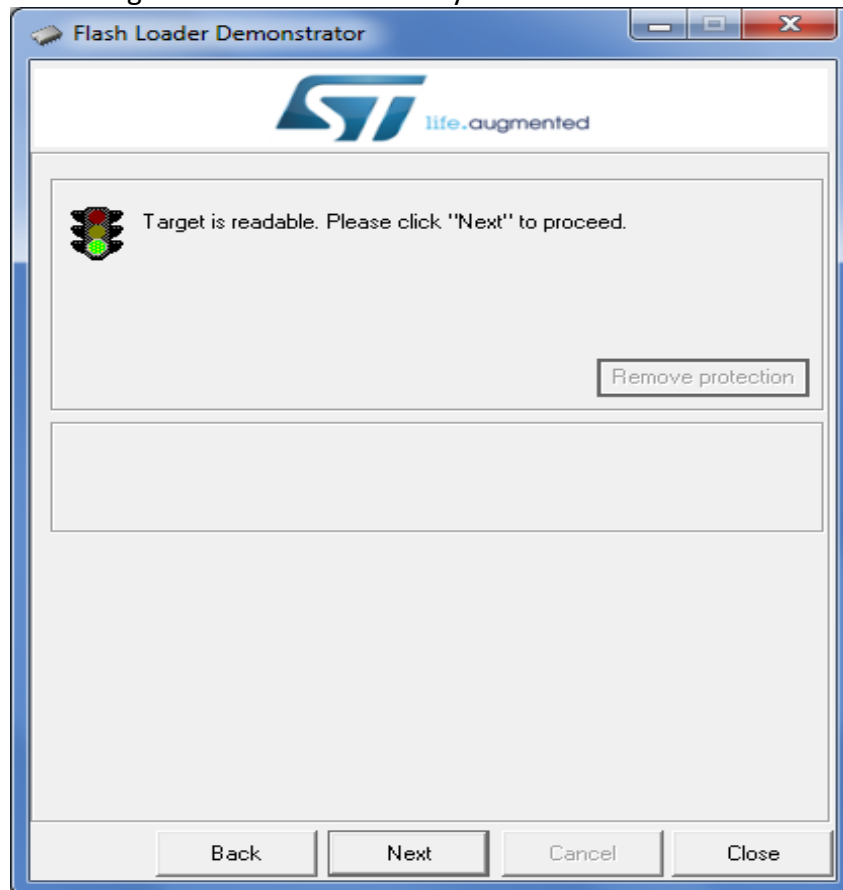 Flash Loader Demonstrator
life.augmented
Target is readable. Please click "Next" to proceed.
Remove protection
Back
Next
Cancel
Close